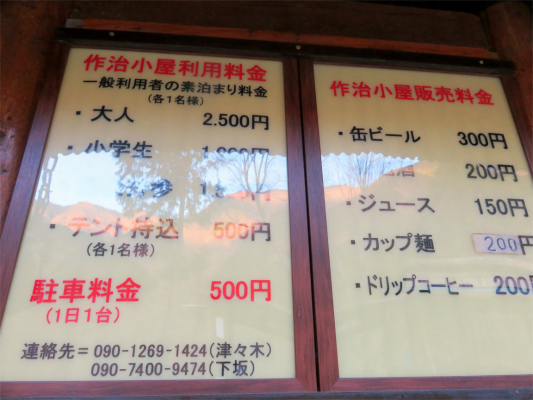 作治小屋利用料金
一般利用者の素泊まり料金
(各1名様)
・大人 2.500円
・小学生
・テント持込 500円
(各1名様)
駐車料金 500円
(1日1台)
連絡先=090-1269-1424(津々木)
090-7400-9474(下坂)
作治小屋販売料金
・缶ビール 300円
200円
・ジュース 150円
・カップ麺 200円
・ドリップコーヒー 200